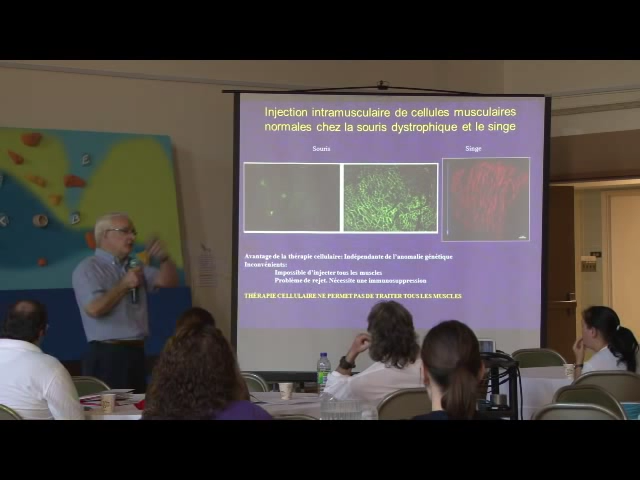 Injection intramusculaire de cellules musculaires
normales chez la souris dystrophique et le singe
Souris
Singe
Avantage de la thérapie cellulaire: Indépendante de l'anomalie génétique
Inconvénients:
Impossible d'injecter tous les muscles
Problème de rejet. Nécessite une immunosuppression
THÉRAPIE CELLULAIRE NE PERMET PAS DE TRAITER TOUS LES MUSCLES